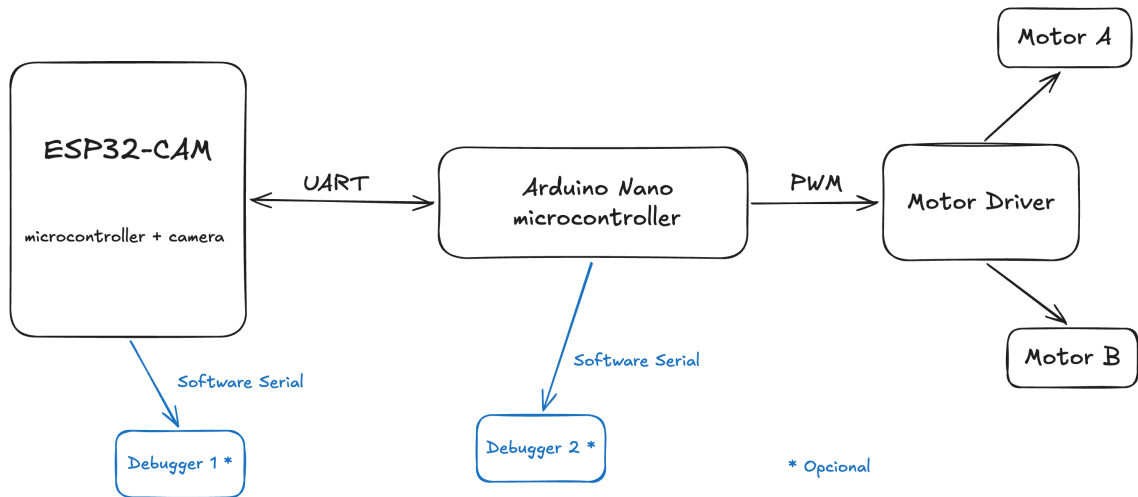 ESP32-CAM
microcontroller + camera
UART
Arduino Nano
microcontroller
PWM
Motor Driver
Motor A
Motor B
Software Serial
Debugger 1 *
Software Serial
Debugger 2 *
* Opcional